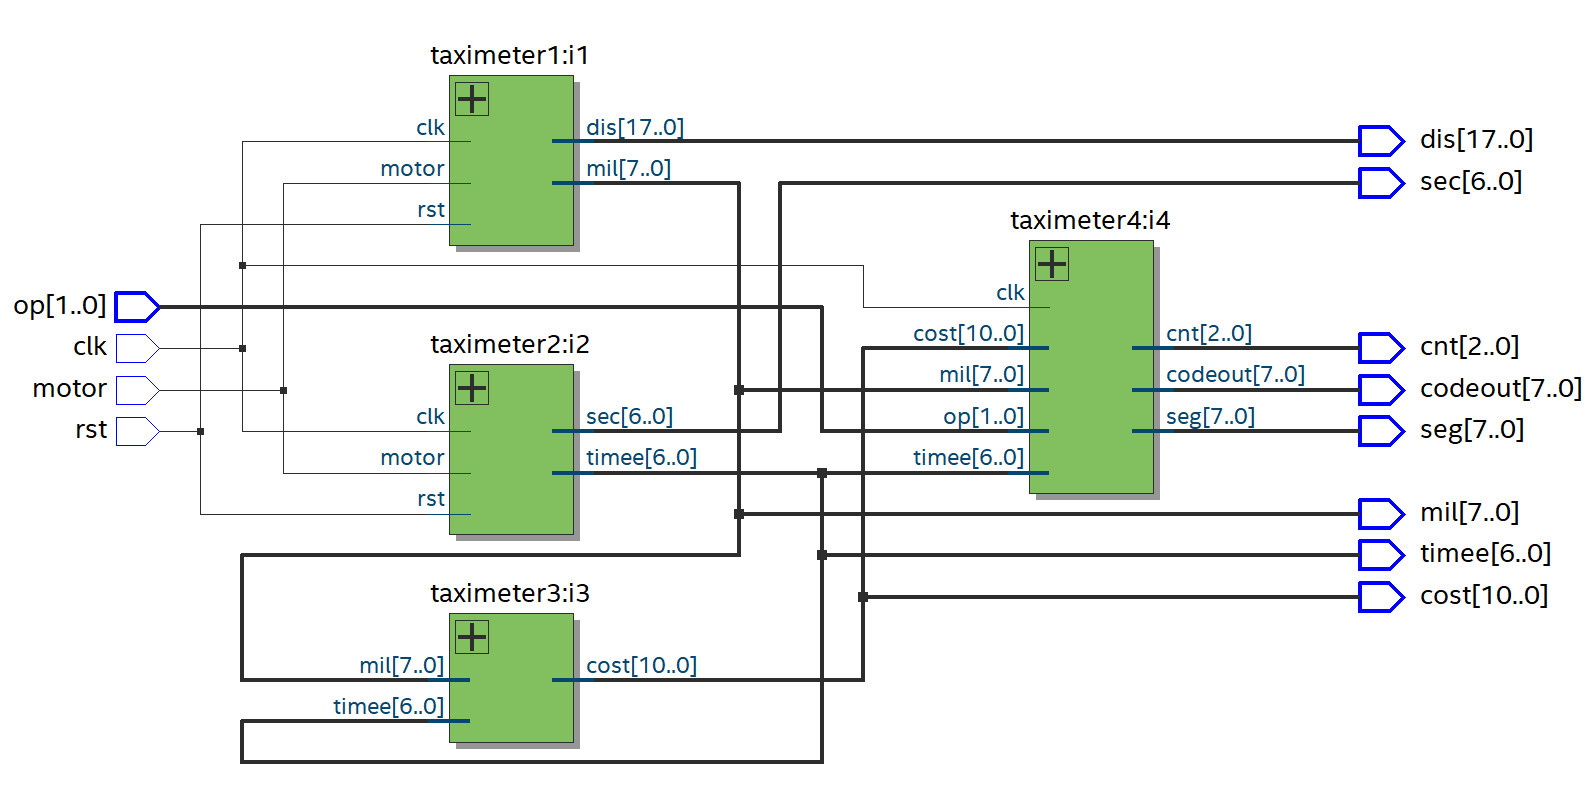 taximeter1:i1
clk
dis[17..0]
motor
mil[7..0]
rst
dis[17..0]
sec[6..0]
op[1..0]
clk
motor
rst
taximeter2:i2
clk
sec[6..0]
motor
timee[6..0]
rst
taximeter4:i4
clk
cost[10..0]
cnt[2..0]
mil[7..0]
codeout[7..0]
op[1..0]
seg[7..0]
timee[6..0]
cnt[2..0]
codeout[7..0]
seg[7..0]
mil[7..0]
timee[6..0]
cost[10..0]
taximeter3:i3
mil[7..0]
cost[10..0]
timee[6..0]